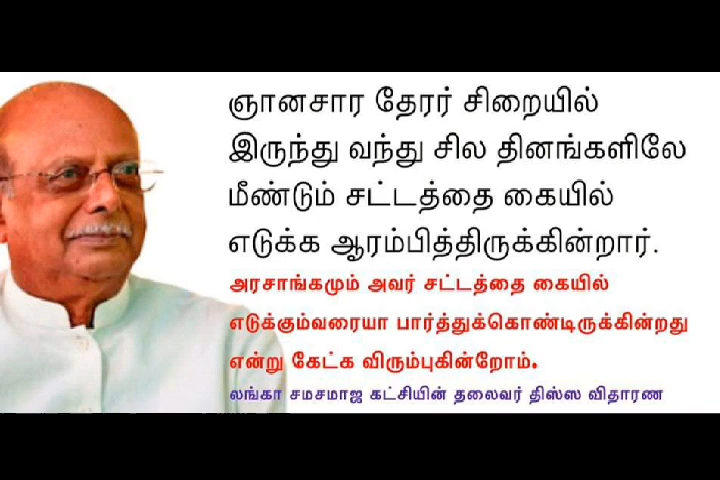 ஞானசார தேரர் சிறையில்
இருந்து வந்து சில தினங்களிலே
மீண்டும் சட்டத்தை கையில்
எடுக்க ஆரம்பித்திருக்கின்றார்.
அரசாங்கமும் அவர் சட்டத்தை கையில்
எடுக்கும்வரையா பார்த்துக்கொண்டிருக்கின்றது
என்று கேட்க விரும்புகின்றோம்.
லங்கா சமசமாஜ கட்சியின் தலைவர் திஸ்ஸ விதாரண